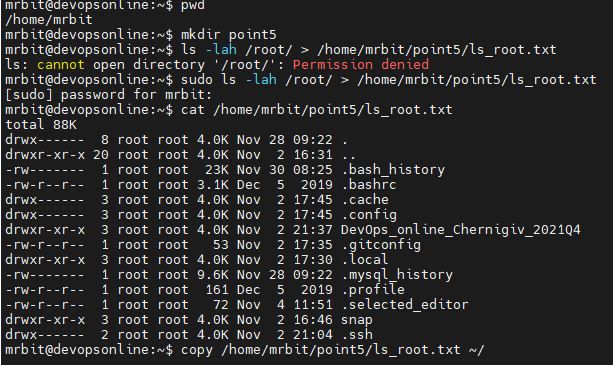 mrbit@devopsonline:~$ pwd
/home/mrbit
mrbit@devopsonline:~$ mkdir point5
mrbit@devopsonline:~$ ls -lah /root/ > /home/mrbit/point5/ls_root.txt
ls: cannot open directory '/root/': Permission denied
mrbit@devopsonline:~$ sudo ls -lah /root/ > /home/mrbit/point5/ls_root.txt
[sudo] password for mrbit:
mrbit@devopsonline:~$ cat /home/mrbit/point5/ls_root.txt
total 88K
drwx------  8 root root 4.0K Nov 28 09:22 .
drwxr-xr-x 20 root root 4.0K Nov  2 16:31 ..
-rw-------  1 root root  23K Nov 30 08:25 .bash_history
-rw-r--r--  1 root root 3.1K Dec  5  2019 .bashrc
drwx------  3 root root 4.0K Nov  2 17:45 .cache
drwx------  3 root root 4.0K Nov  2 17:45 .config
drwxr-xr-x  3 root root 4.0K Nov  2 21:37 DevOps_online_Chernigiv_2021Q4
-rw-r--r--  1 root root   53 Nov  2 17:35 .gitconfig
drwxr-xr-x  3 root root 4.0K Nov  2 17:30 .local
-rw-------  1 root root 9.6K Nov 28 09:22 .mysql_history
-rw-r--r--  1 root root  161 Dec  5  2019 .profile
-rw-r--r--  1 root root   72 Nov  4 11:51 .selected_editor
drwxr-xr-x  3 root root 4.0K Nov  2 16:46 snap
drwx------  2 root root 4.0K Nov  2 21:04 .ssh
mrbit@devopsonline:~$ copy /home/mrbit/point5/ls_root.txt ~/